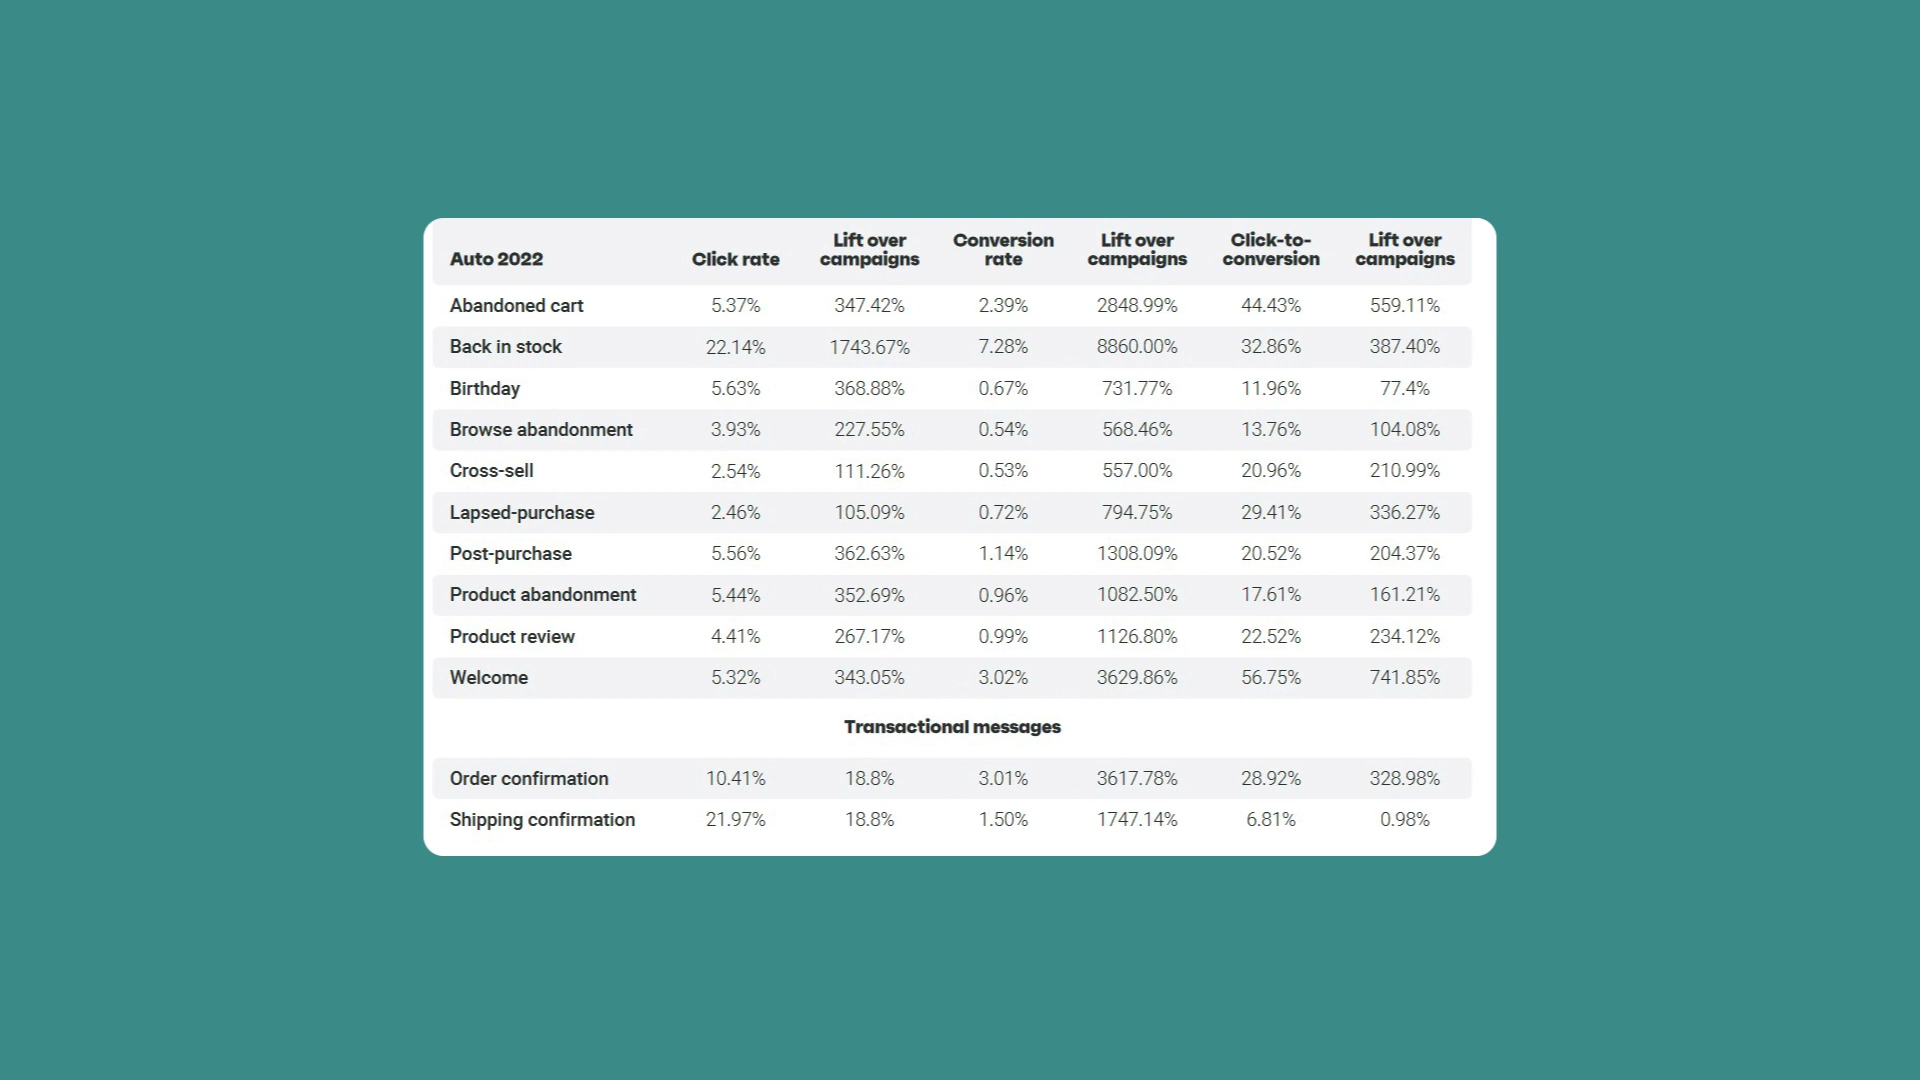 Auto 2022 Click rate Lift over campaigns Conversion rate Lift over campaigns Click-to-conversion Lift over campaigns
Abandoned cart 5.37% 347.42% 2.39% 2848.99% 44.43% 559.11%
Back in stock 22.14% 1743.67% 7.28% 8860.00% 32.86% 387.40%
Birthday 5.63% 368.88% 0.67% 731.77% 11.96% 77.4%
Browse abandonment 3.93% 227.55% 0.54% 568.46% 13.76% 104.08%
Cross-sell 2.54% 111.26% 0.53% 557.00% 20.96% 210.99%
Lapsed-purchase 2.46% 105.09% 0.72% 794.75% 29.41% 336.27%
Post-purchase 5.56% 362.63% 1.14% 1308.09% 20.52% 204.37%
Product abandonment 5.44% 352.69% 0.96% 1082.50% 17.61% 161.21%
Product review 4.41% 267.17% 0.99% 1126.80% 22.52% 234.12%
Welcome 5.32% 343.05% 3.02% 3629.86% 56.75% 741.85%
Transactional messages
Order confirmation 10.41% 18.8% 3.01% 3617.78% 28.92% 328.98%
Shipping confirmation 21.97% 18.8% 1.50% 1747.14% 6.81% 0.98%